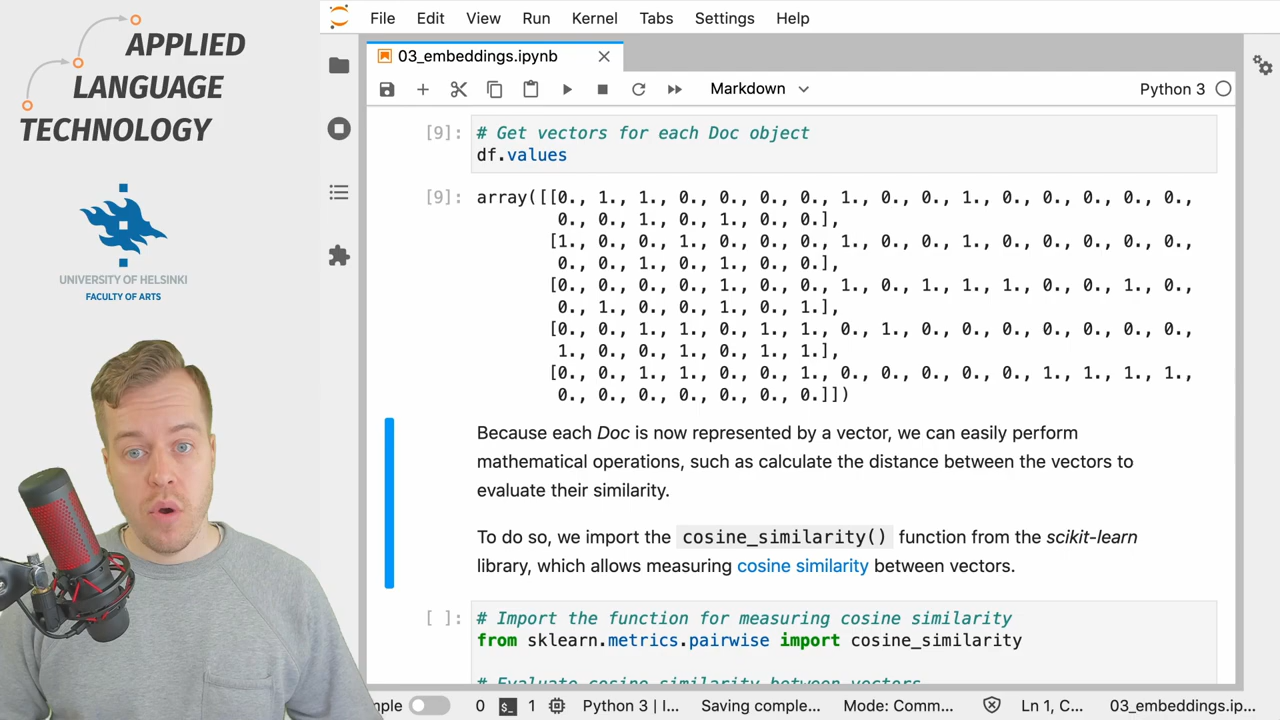 APPLIED
LANGUAGE
TECHNOLOGY
UNIVERSITY OF HELSINKI
FACULTY OF ARTS
File Edit View Run Kernel Tabs Settings Help
03_embeddings.ipynb
Markdown
Python 3
[9]: # Get vectors for each Doc object
df.values
[9]: array([[0., 1., 1., 0., 0., 0., 0., 1., 0., 0., 1., 0., 0., 0., 0., 0.,
0., 0., 1., 0., 1., 0., 0.],
[1., 0., 0., 1., 0., 0., 0., 1., 0., 0., 1., 0., 0., 0., 0., 0.,
0., 0., 1., 0., 1., 0., 0.],
[0., 0., 0., 0., 1., 0., 0., 1., 0., 1., 1., 1., 0., 0., 1., 0.,
0., 1., 0., 0., 1., 0., 1.],
[0., 0., 1., 1., 0., 1., 1., 0., 1., 0., 0., 0., 0., 0., 0., 0.,
1., 0., 0., 1., 0., 1., 1.],
[0., 0., 1., 1., 0., 0., 1., 0., 0., 0., 0., 0., 1., 1., 1., 1.,
0., 0., 0., 0., 0., 0., 0.]])
Because each Doc is now represented by a vector, we can easily perform
mathematical operations, such as calculate the distance between the vectors to
evaluate their similarity.
To do so, we import the cosine_similarity() function from the scikit-learn
library, which allows measuring cosine similarity between vectors.
[ ]: # Import the function for measuring cosine similarity
from sklearn.metrics.pairwise import cosine_similarity
# Evaluate cosine similarity between vectors
mple 0 1 Python 3 | I... Saving comple... Mode: Comm... Ln 1, C... 03_embeddings.ip...